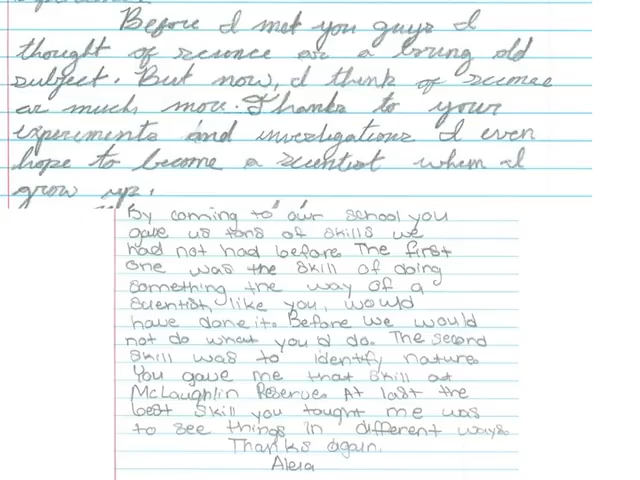 Before I met you guys I
thought of science as a boring old
subject. But now, I think of science
as much more. Thanks to your
experiments and investigations I even
hope to become a scientist when I
grow up.
By coming to our school you
gave us tons of skills we
had not had before. The first
one was the skill of doing
something the way of a
scientist, like you, would
have done it. Before we would
not do what you'd do. The second
skill was to identify nature.
You gave me that skill at
McLaughlin Reserve. At last the
best skill you taught me was
to see things in different ways.
Thanks again.